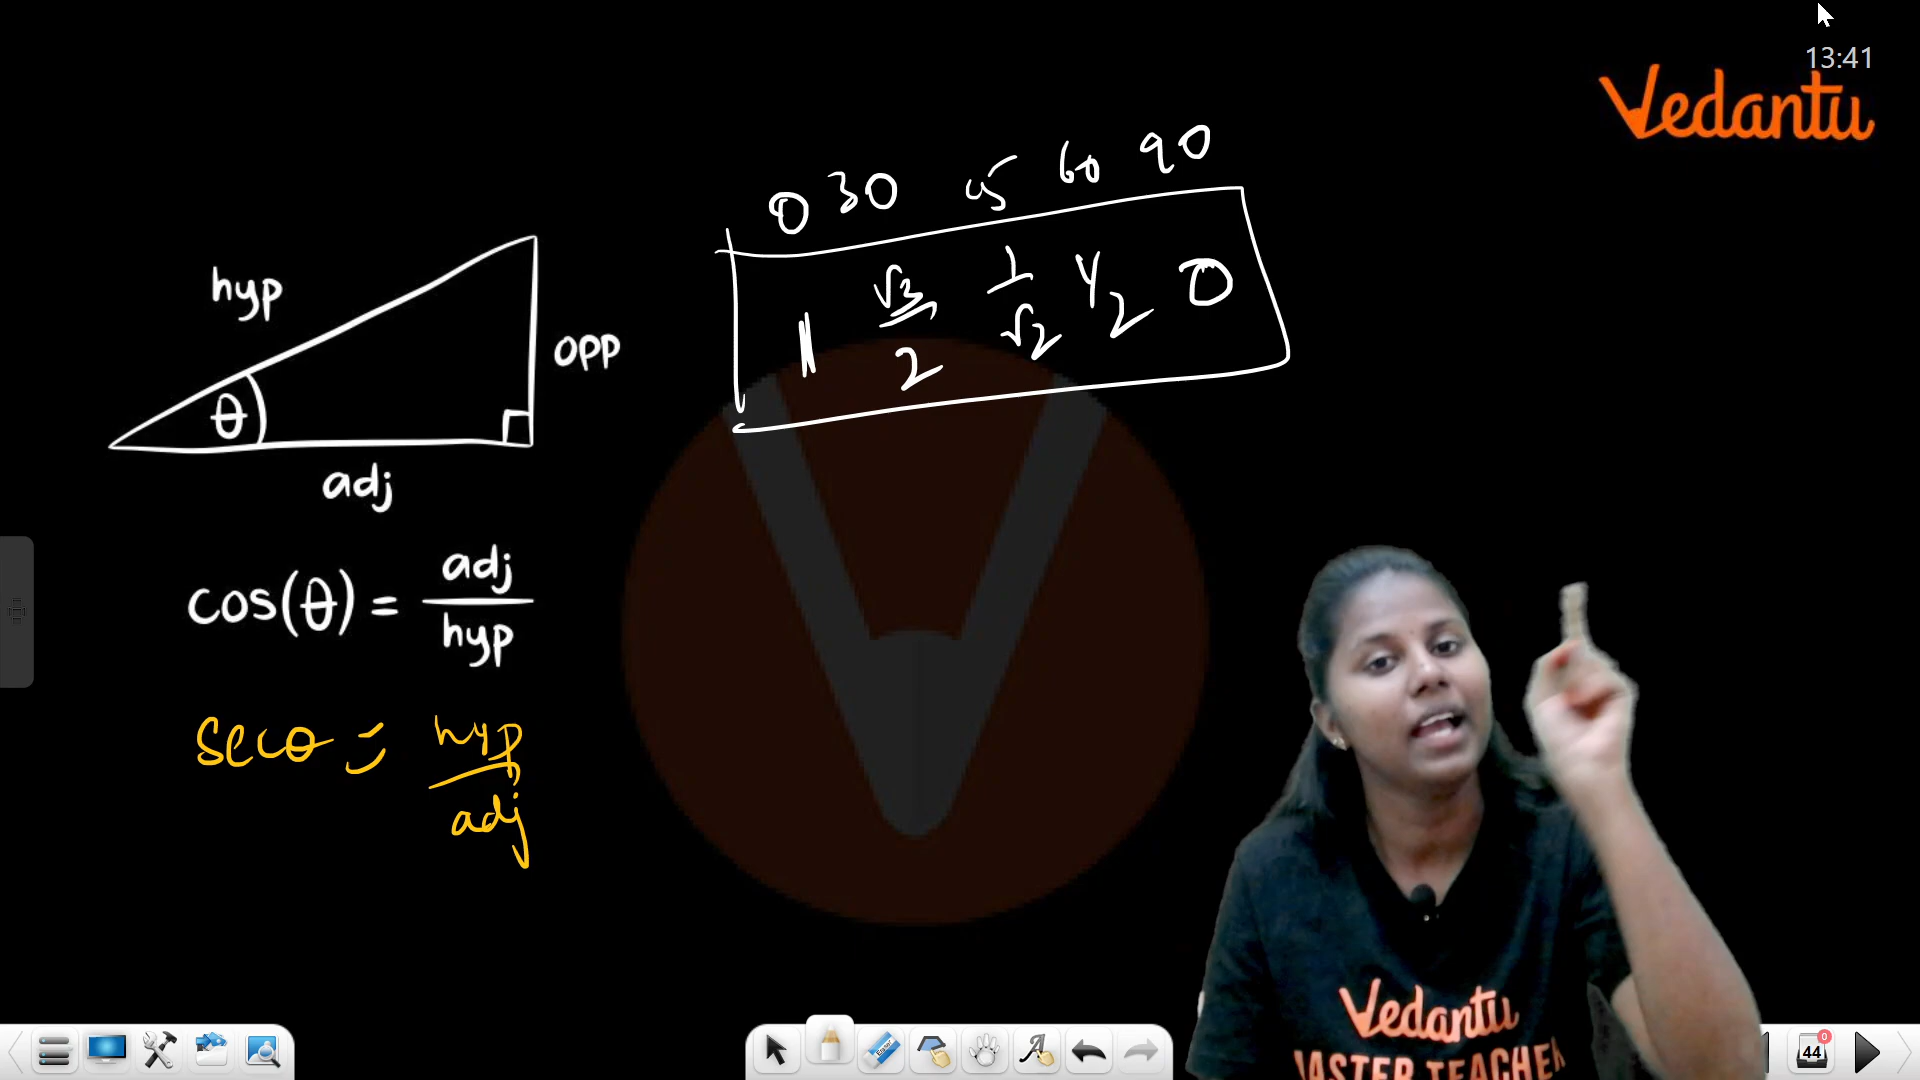 13:41
Vedantu
0 30 45 60 90
1 √3/2 1/√2 1/2 0
hyp
opp
θ
adj
cos(θ) = adj/hyp
secθ = hyp/adj
Vedantu
MASTER TEACHER
Eraser
A
44
0